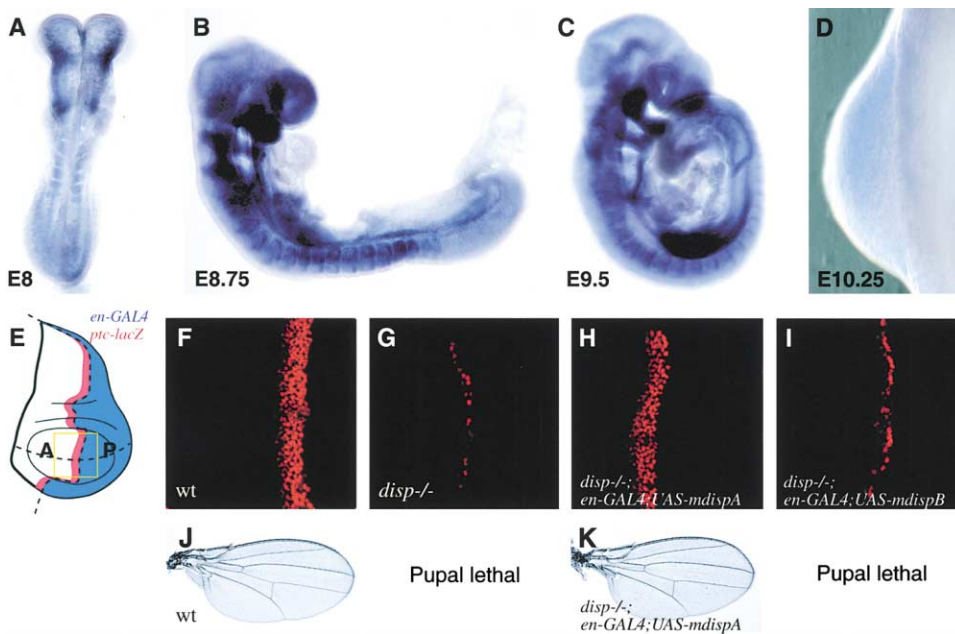 A
B
C
D
E8
E8.75
E9.5
E10.25
E
en-GAL4
ptc-lacZ
A
P
F
wt
G
disp-/-
H
disp-/-;
en-GAL4;UAS-mdispA
I
disp-/-;
en-GAL4;UAS-mdispB
J
wt
Pupal lethal
K
disp-/-;
en-GAL4;UAS-mdispA
Pupal lethal